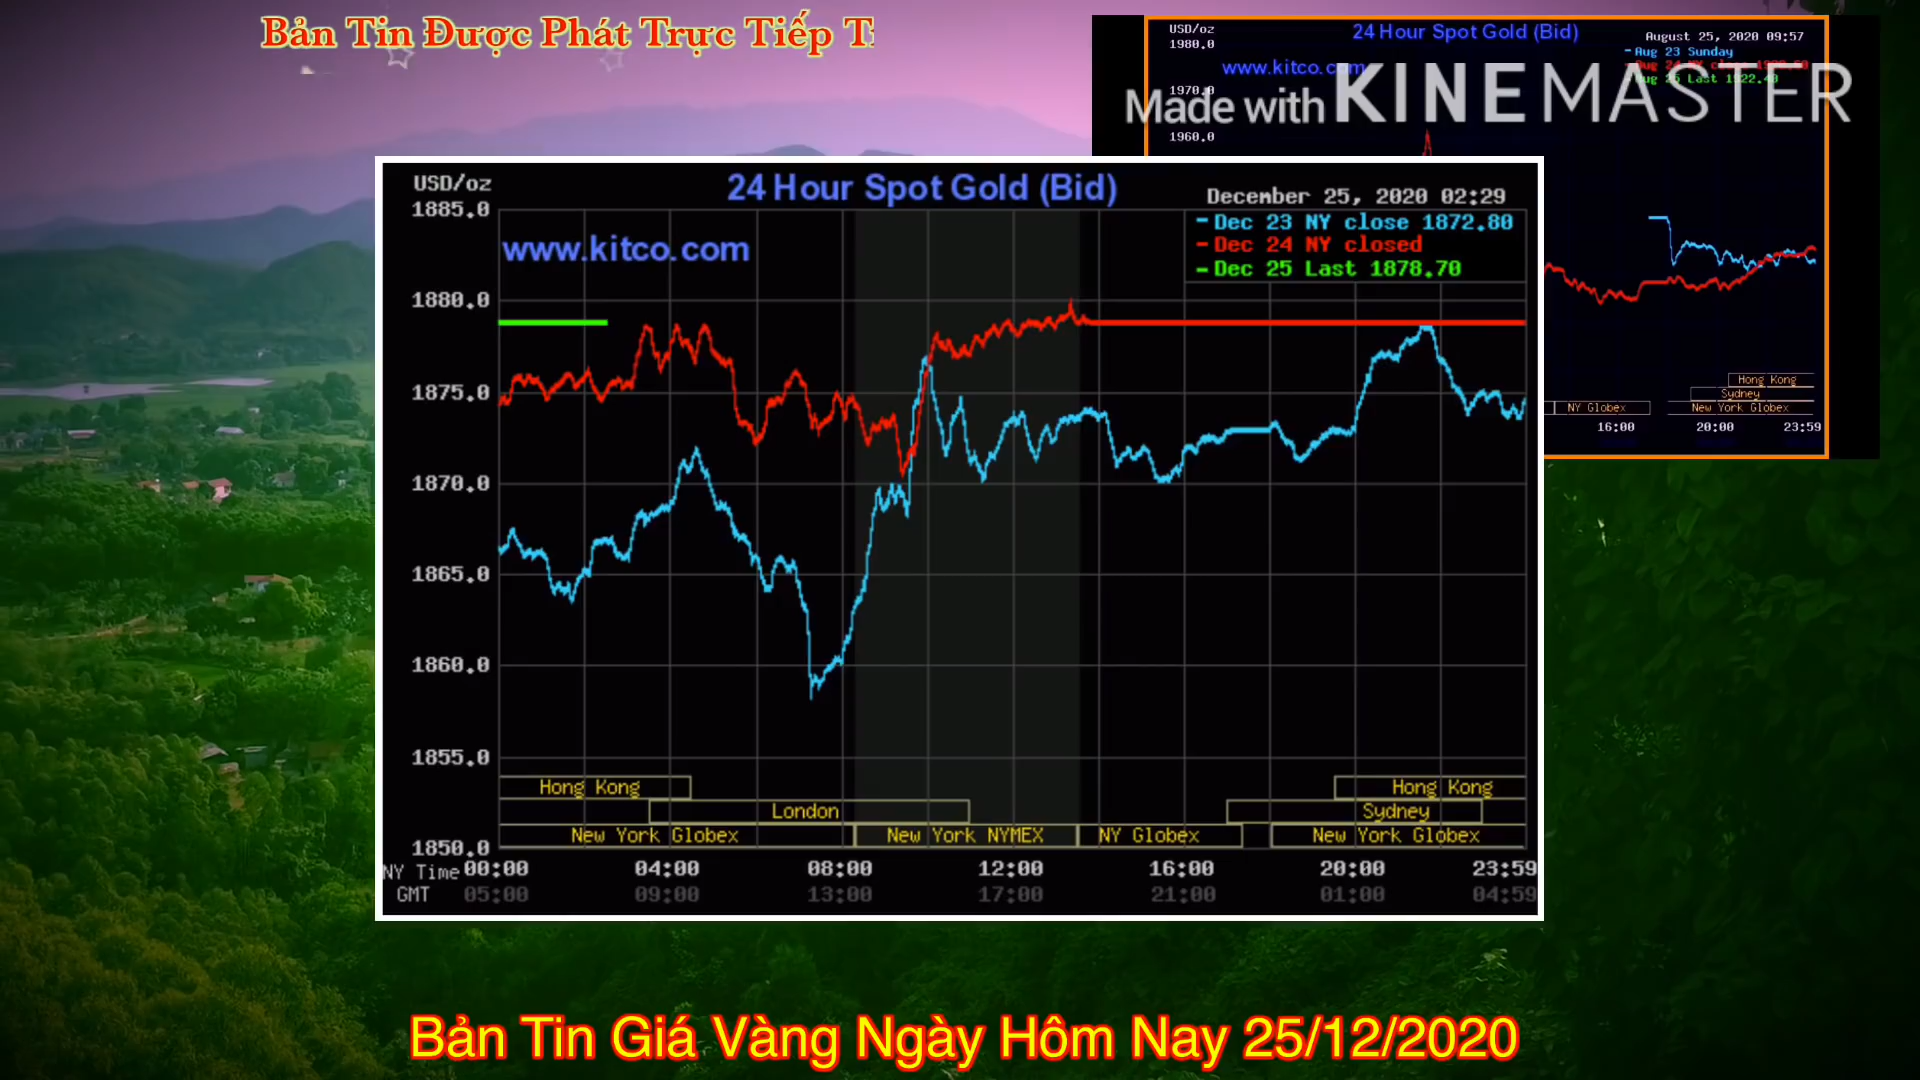 Bản Tin Được Phát Trực Tiếp
USD/oz
24 Hour Spot Gold (Bid)
August 25, 2020 09:57
1980.0
Aug 23 Sunday
www.kitco.com
1970.0
Made with KINEMASTER
1960.0
Hong Kong
Sydney
NY Globex
New York Globex
16:00 20:00 23:59
USD/oz
24 Hour Spot Gold (Bid)
December 25, 2020 02:29
1885.0
Dec 23 NY close 1872.80
www.kitco.com
Dec 24 NY closed
Dec 25 Last 1878.70
1880.0
1875.0
1870.0
1865.0
1860.0
1855.0
Hong Kong Hong Kong
London Sydney
New York Globex New York NYMEX NY Globex New York Globex
1850.0
NY Time 00:00 04:00 08:00 12:00 16:00 20:00 23:59
GMT 05:00 09:00 13:00 17:00 21:00 01:00 04:59
Bản Tin Giá Vàng Ngày Hôm Nay 25/12/2020